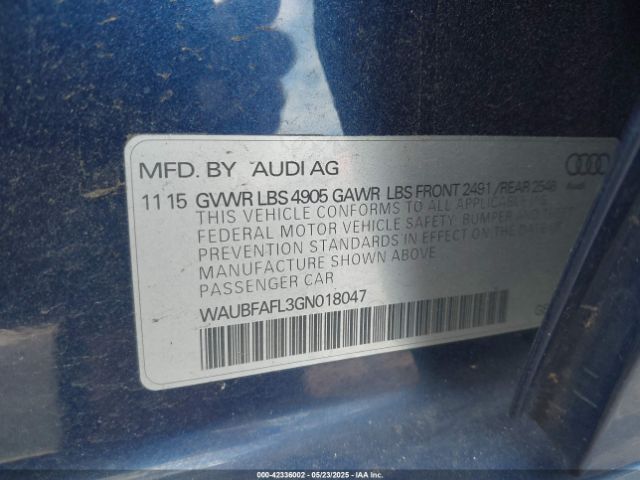 MFD. BY AUDI AG
11 15 GVWR LBS 4905 GAWR LBS FRONT 2491 /REAR 2546
THIS VEHICLE CONFORMS TO ALL APPLICABLE
FEDERAL MOTOR VEHICLE SAFETY, BUMPER AND THEFT
PREVENTION STANDARDS IN EFFECT ON THE DATE OF
MANUFACTURE SHOWN ABOVE.
PASSENGER CAR
WAUBFAFL3GN018047
Audi
000-42336002 — 05/23/2025 — IAA Inc.